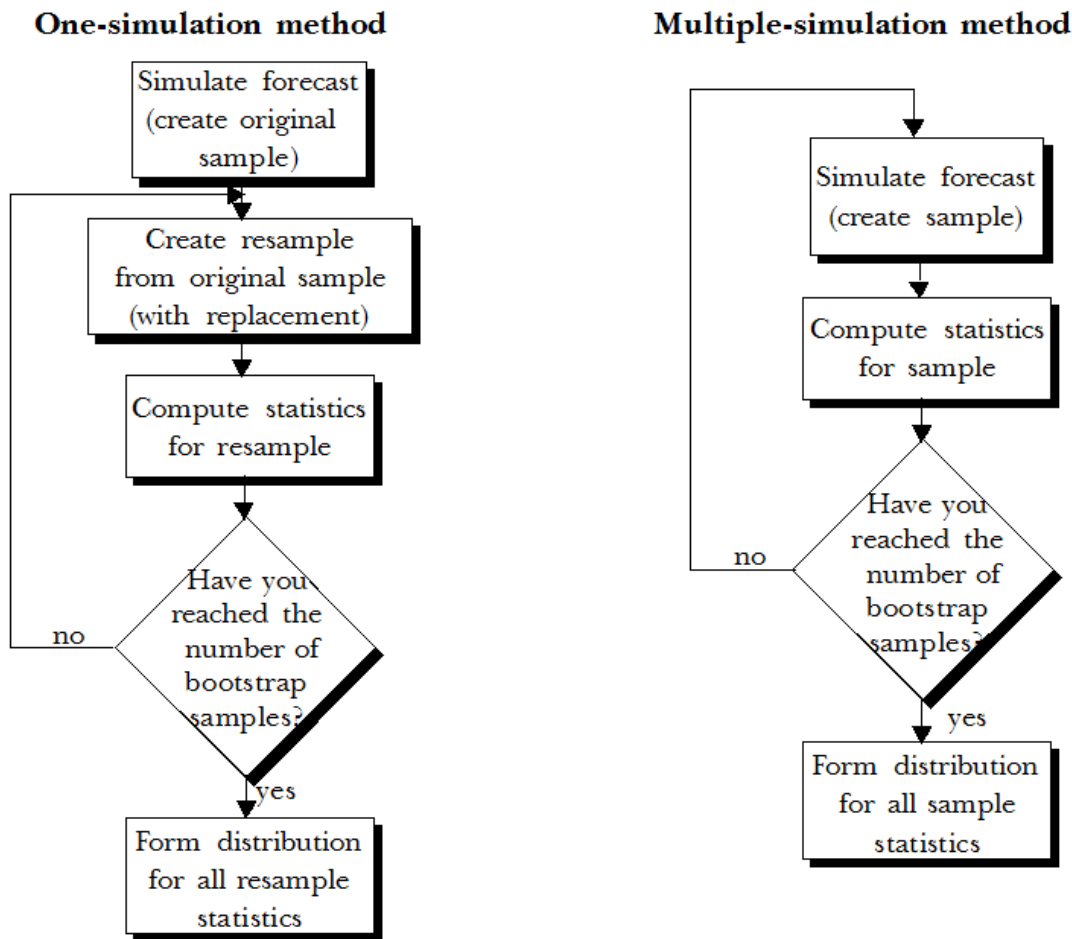 One-simulation method
Simulate forecast
(create original
sample)
Create resample
from original sample
(with replacement)
Compute statistics
for resample
Have you
reached the
number of
bootstrap
samples?
no
yes
Form distribution
for all resample
statistics
Multiple-simulation method
Simulate forecast
(create sample)
Compute statistics
for sample
Have you
reached the
number of
bootstrap
samples?
no
yes
Form distribution
for all sample
statistics